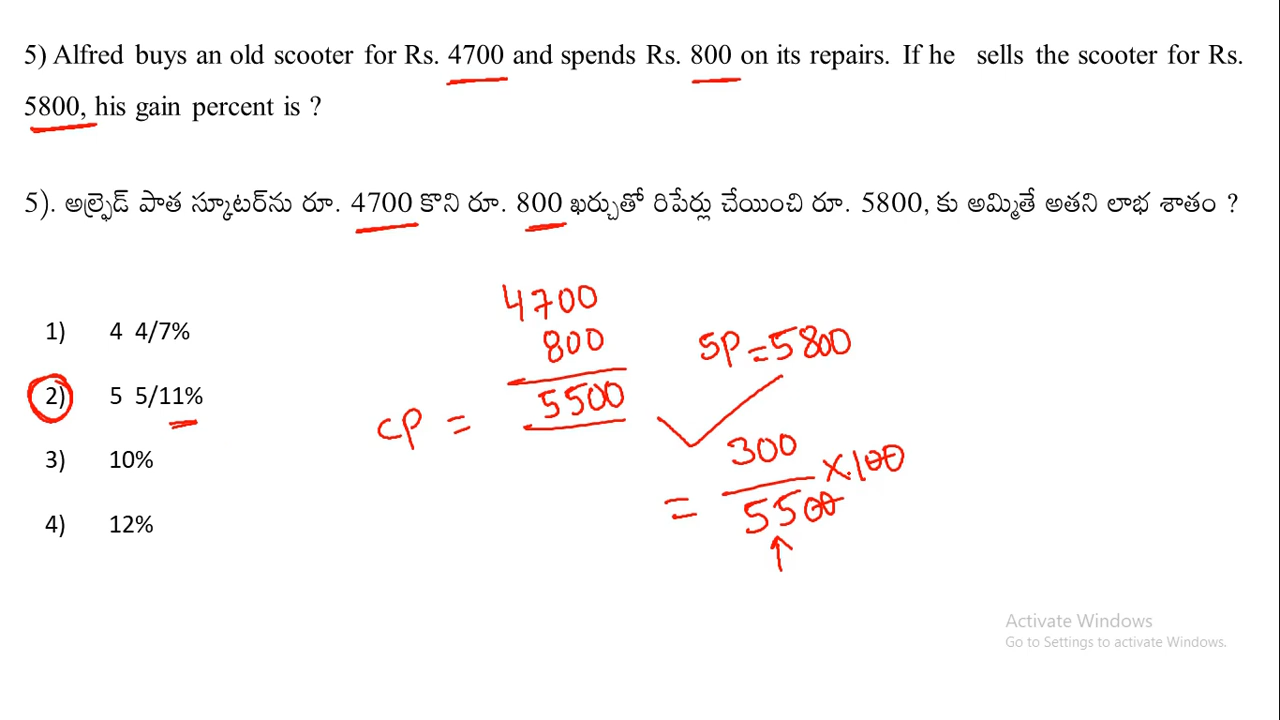 5) Alfred buys an old scooter for Rs. 4700 and spends Rs. 800 on its repairs. If he sells the scooter for Rs.
5800, his gain percent is ?
5). అల్ఫ్రెడ్ పాత స్కూటర్‌ను రూ. 4700 కొని రూ. 800 ఖర్చుతో రిపేర్లు చేయించి రూ. 5800, కు అమ్మితే అతని లాభ శాతం ?
1) 4 4/7%
2) 5 5/11%
3) 10%
4) 12%
4700
800
CP = 5500
SP = 5800
= 300/5500 X 100
Activate Windows
Go to Settings to activate Windows.